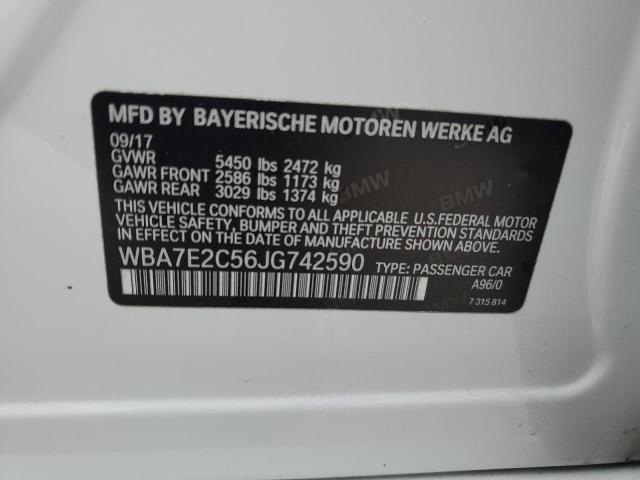 MFD BY BAYERISCHE MOTOREN WERKE AG
09/17
GVWR 5450 lbs 2472 kg
GAWR FRONT 2586 lbs 1173 kg
GAWR REAR 3029 lbs 1374 kg
THIS VEHICLE CONFORMS TO ALL APPLICABLE U.S.FEDERAL MOTOR
VEHICLE SAFETY, BUMPER, AND THEFT PREVENTION STANDARDS
IN EFFECT ON THE DATE OF MANUFACTURE SHOWN ABOVE.
WBA7E2C56JG742590 TYPE: PASSENGER CAR
A96/0
7 315 814